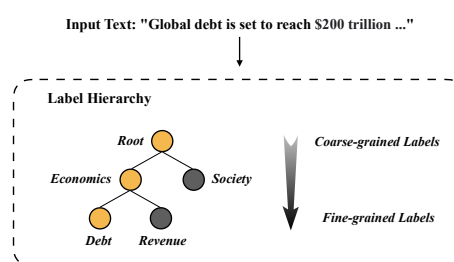 Input Text: "Global debt is set to reach $200 trillion ..."
Label Hierarchy
Root
Coarse-grained Labels
Economics
Society
Fine-grained Labels
Debt
Revenue